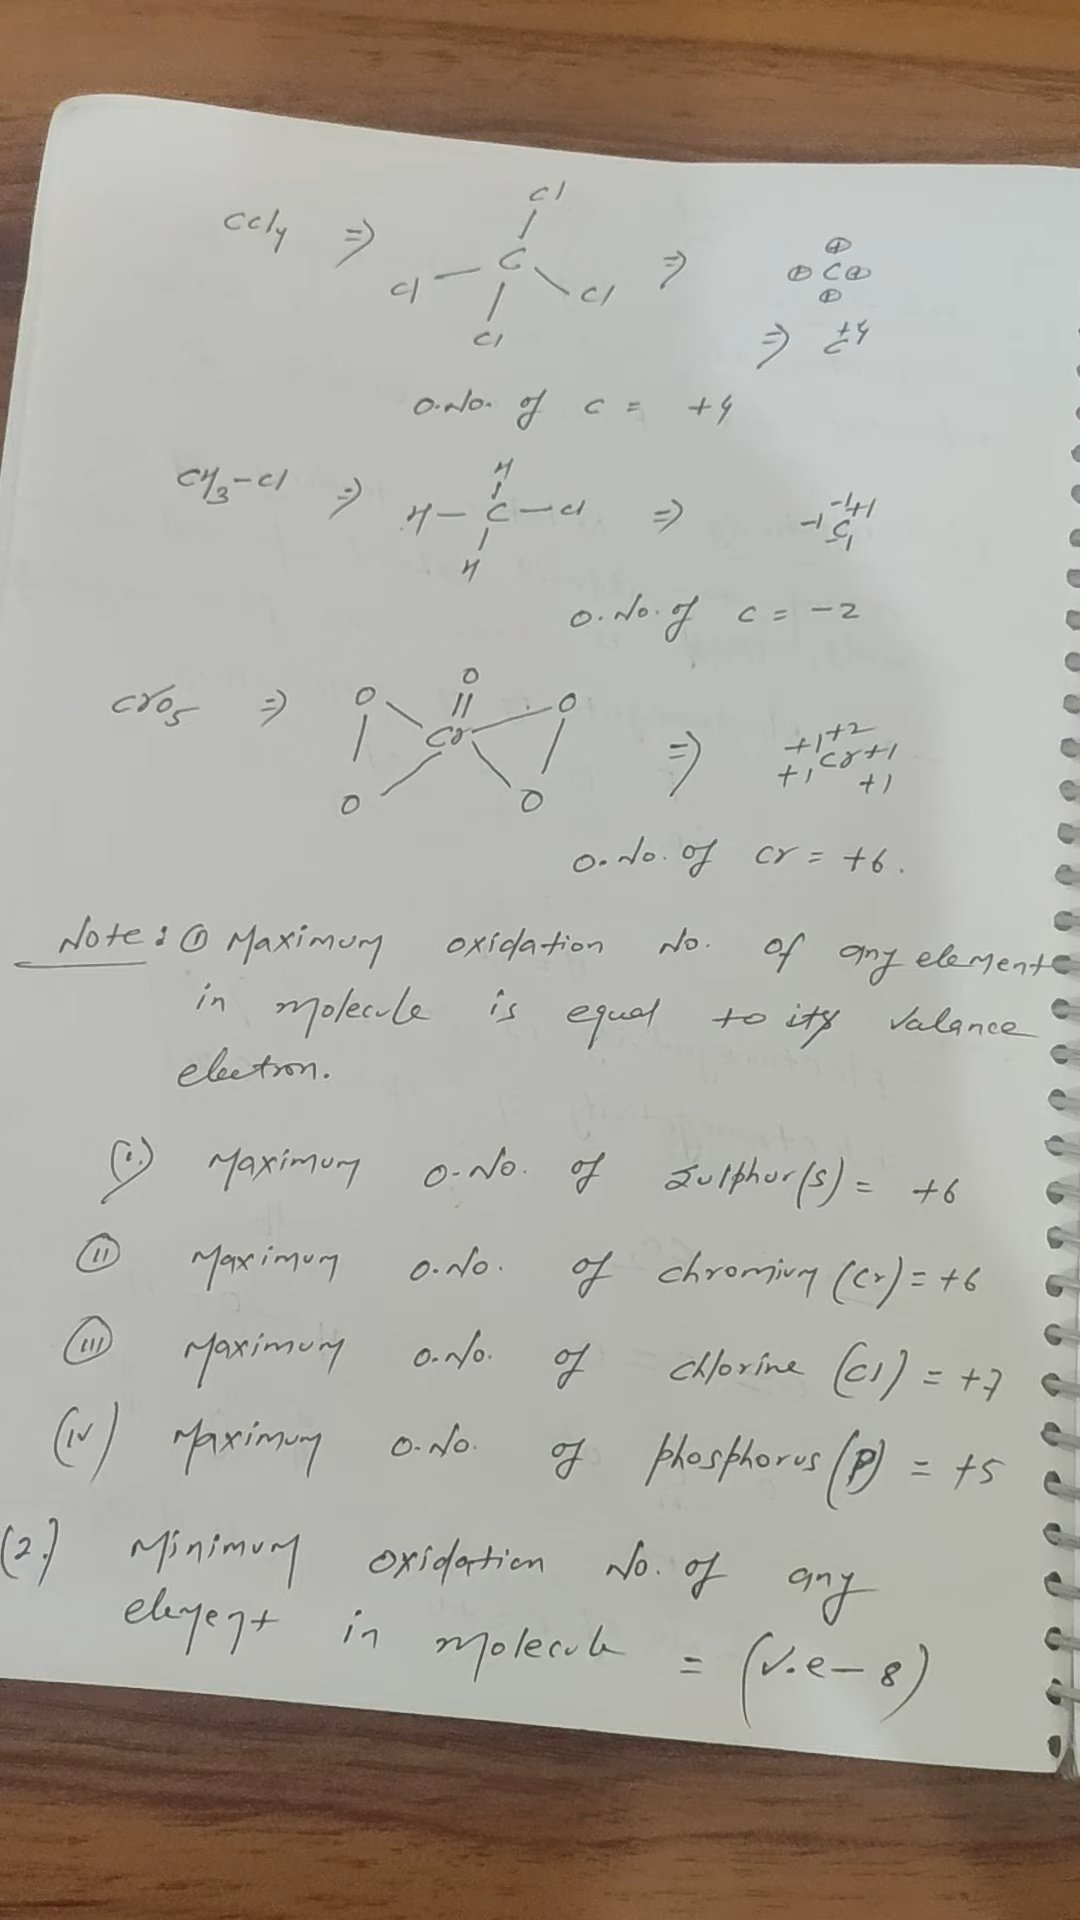 CCl4 ⇒ Cl
Cl C Cl ⇒ ⊕
Cl ⊕ C ⊕
⊕
⇒ C+4
O.No. of C = +4
CH3-Cl ⇒ H
H-C-Cl ⇒ -1 +1
H -1 C
-1
O.No. of C = -2
CrO5 ⇒ O
O Cr O
O O
⇒ +1 +2
+1 Cr +1
+1
O.No. of Cr = +6.
Note: ① Maximum oxidation No. of any element
in molecule is equal to its valance
electron.
(i.) Maximum O.No. of Sulphur(S) = +6
(ii) Maximum O.No. of chromium (Cr) = +6
(iii) Maximum O.No. of chlorine (Cl) = +7
(iv) Maximum O.No. of phosphorus (P) = +5
(2.) Minimum oxidation No. of any
element in molecule = (V.e - 8)